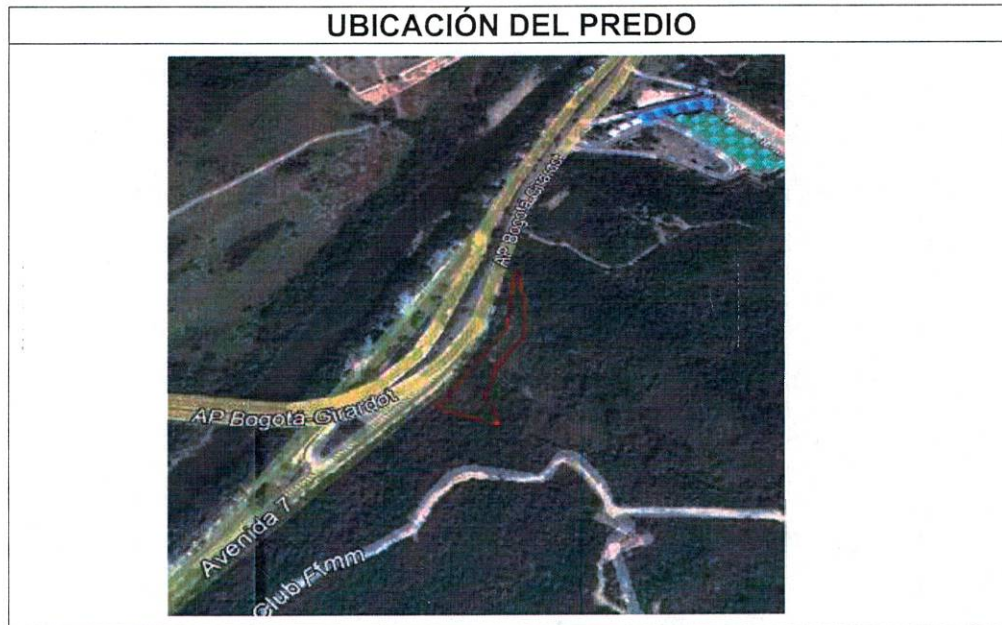 UBICACIÓN DEL PREDIO
AP Bogotá Girardot
AP Bogotá Girardot
Avenida 7
Club